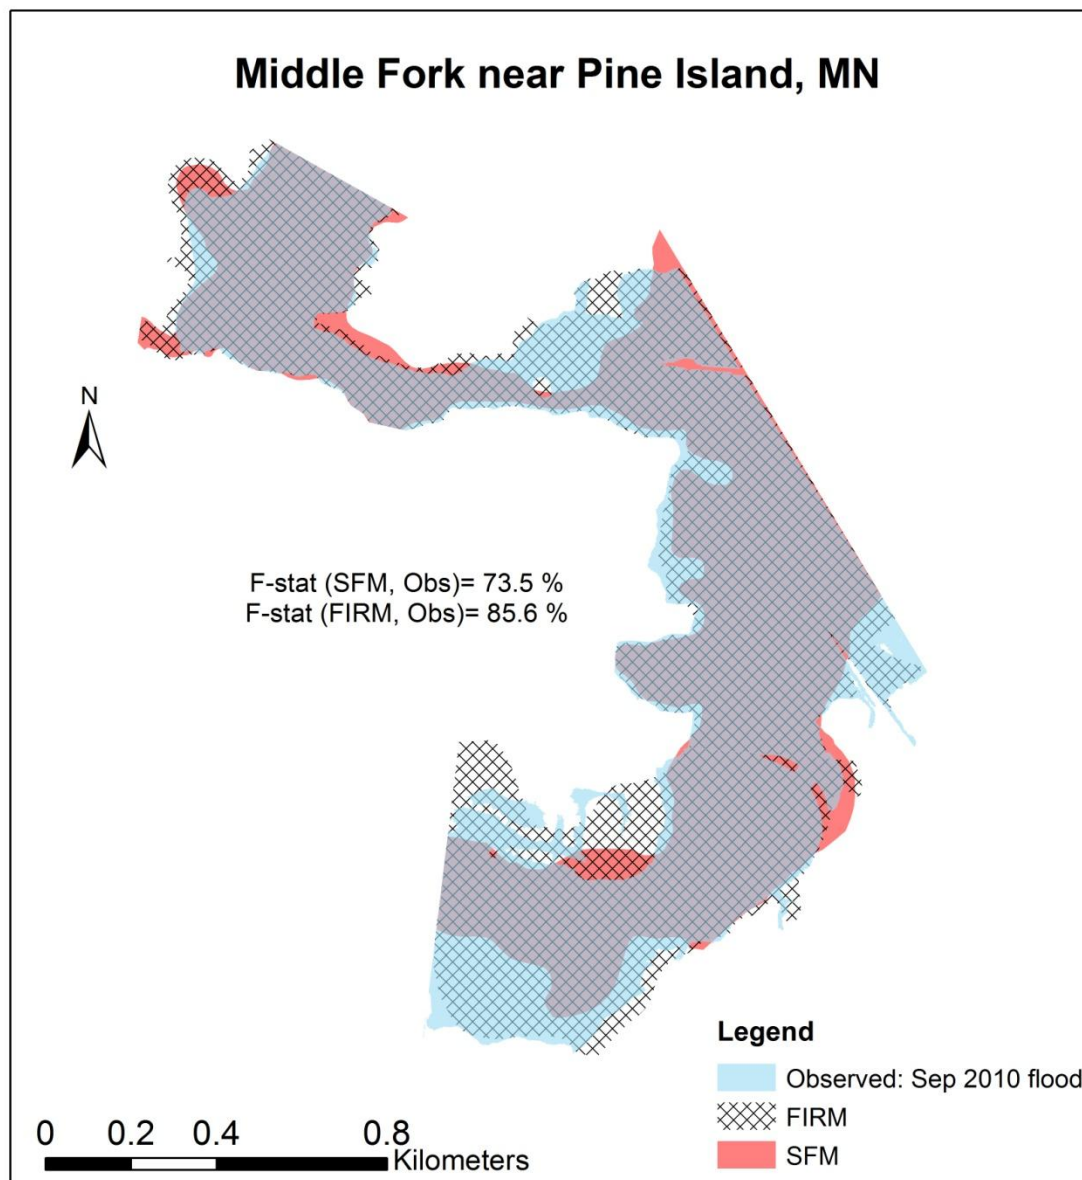 Middle Fork near Pine Island, MN
N
F-stat (SFM, Obs)= 73.5 %
F-stat (FIRM, Obs)= 85.6 %
Legend
Observed: Sep 2010 flood
FIRM
SFM
0 0.2 0.4 0.8
Kilometers